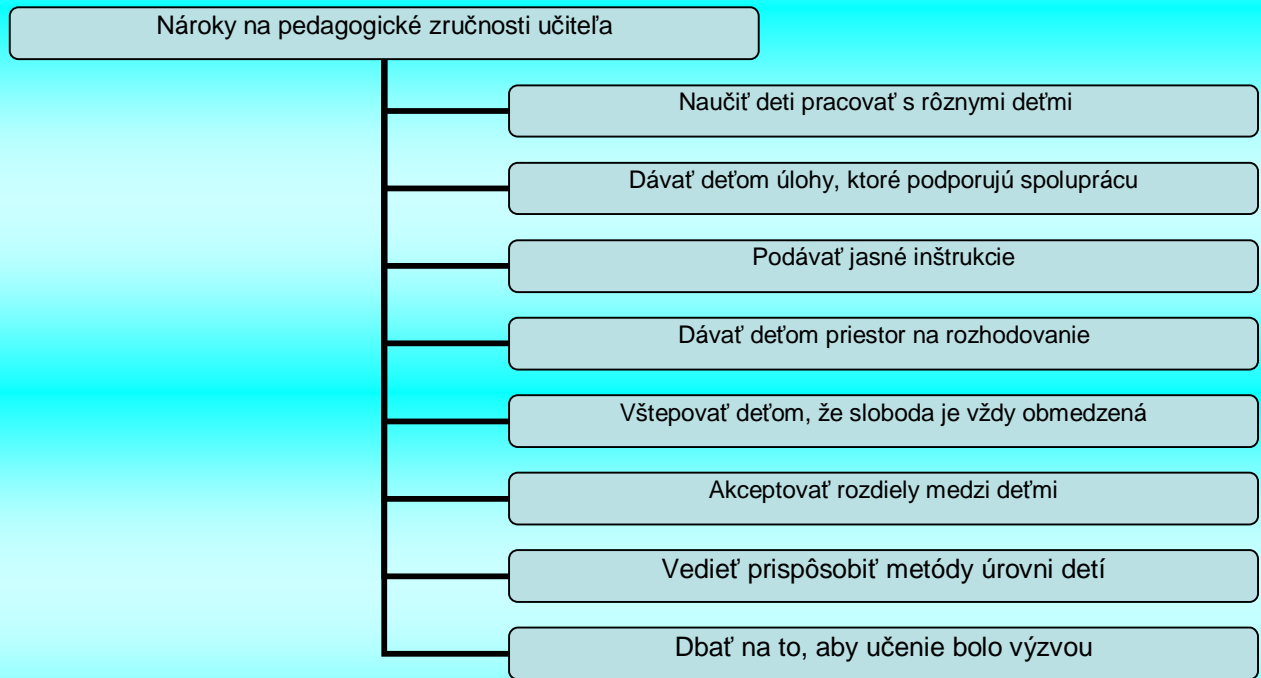 Nároky na pedagogické zručnosti učiteľa
Naučiť deti pracovať s rôznymi deťmi
Dávať deťom úlohy, ktoré podporujú spoluprácu
Podávať jasné inštrukcie
Dávať deťom priestor na rozhodovanie
Vštepovať deťom, že sloboda je vždy obmedzená
Akceptovať rozdiely medzi deťmi
Vedieť prispôsobiť metódy úrovni detí
Dbať na to, aby učenie bolo výzvou